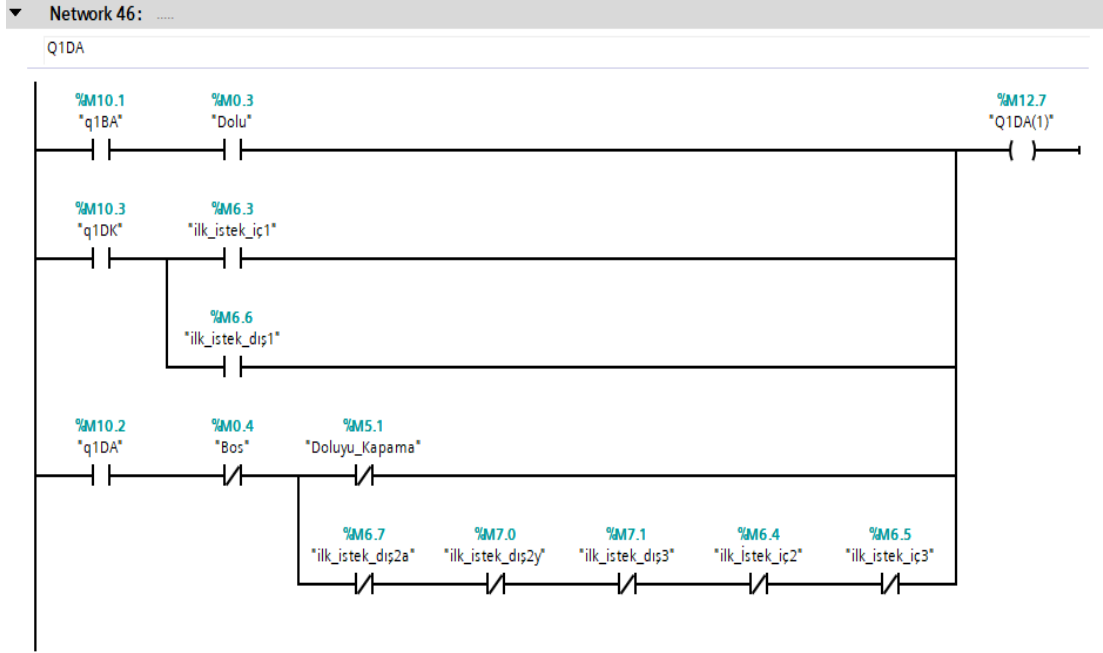 Network 46: .....
Q1DA
%M10.1 %M0.3 %M12.7
"q1BA" "Dolu" "Q1DA(1)"
%M10.3 %M6.3
"q1DK" "ilk_istek_iç1"
%M6.6
"ilk_istek_dış1"
%M10.2 %M0.4 %M5.1
"q1DA" "Bos" "Doluyu_Kapama"
%M6.7 %M7.0 %M7.1 %M6.4 %M6.5
"ilk_istek_dış2a" "ilk_istek_dış2y" "ilk_istek_dış3" "ilk_istek_iç2" "ilk_istek_iç3"